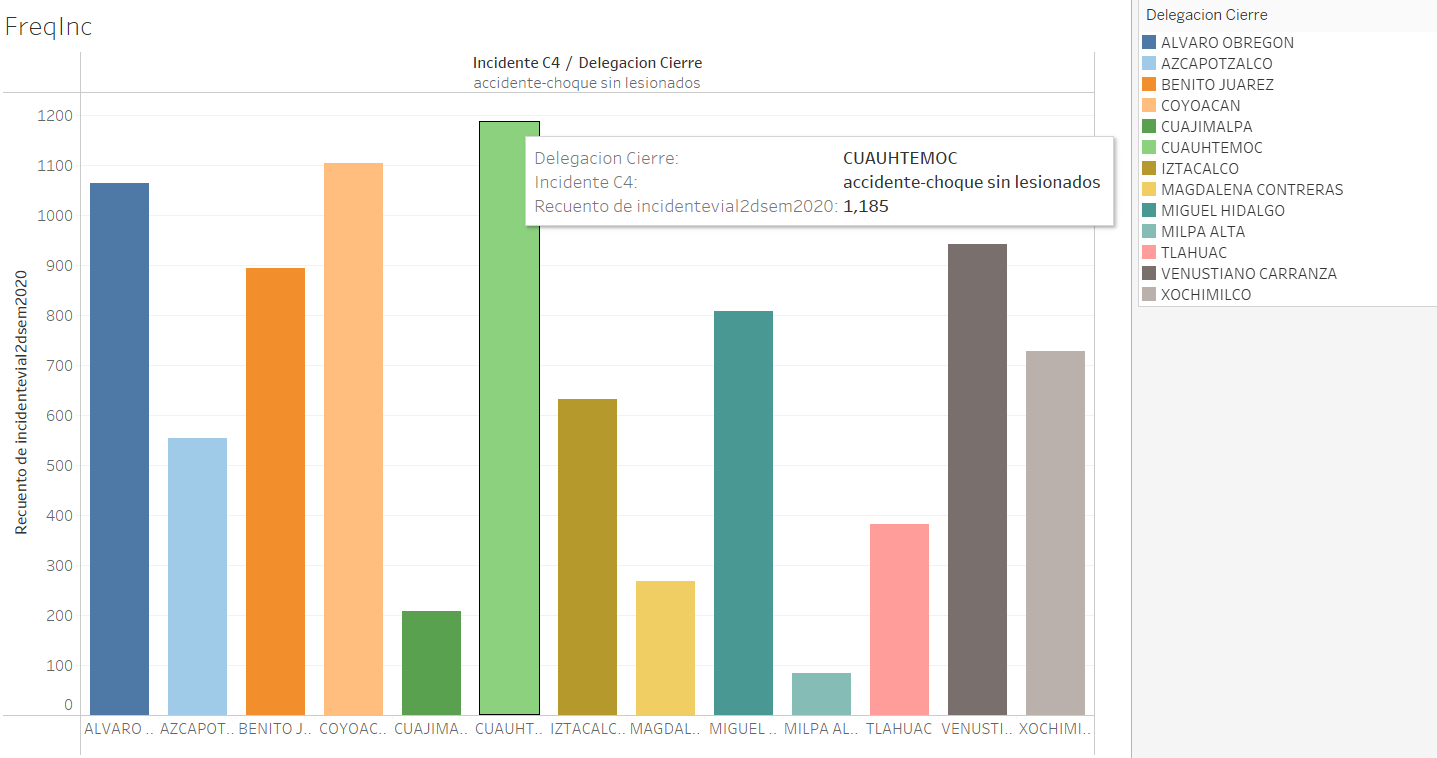 FreqInc
Incidente C4 / Delegacion Cierre
accidente-choque sin lesionados
Recuento de incidentevial2dsem2020
1200
1100
1000
900
800
700
600
500
400
300
200
100
0
Delegacion Cierre: CUAUHTEMOC
Incidente C4: accidente-choque sin lesionados
Recuento de incidentevial2dsem2020: 1,185
ALVARO .. AZCAPOT.. BENITO J.. COYOAC.. CUAJIMA.. CUAUHT.. IZTACALC.. MAGDAL.. MIGUEL .. MILPA AL.. TLAHUAC VENUSTI.. XOCHIMI..
Delegacion Cierre
ALVARO OBREGON
AZCAPOTZALCO
BENITO JUAREZ
COYOACAN
CUAJIMALPA
CUAUHTEMOC
IZTACALCO
MAGDALENA CONTRERAS
MIGUEL HIDALGO
MILPA ALTA
TLAHUAC
VENUSTIANO CARRANZA
XOCHIMILCO